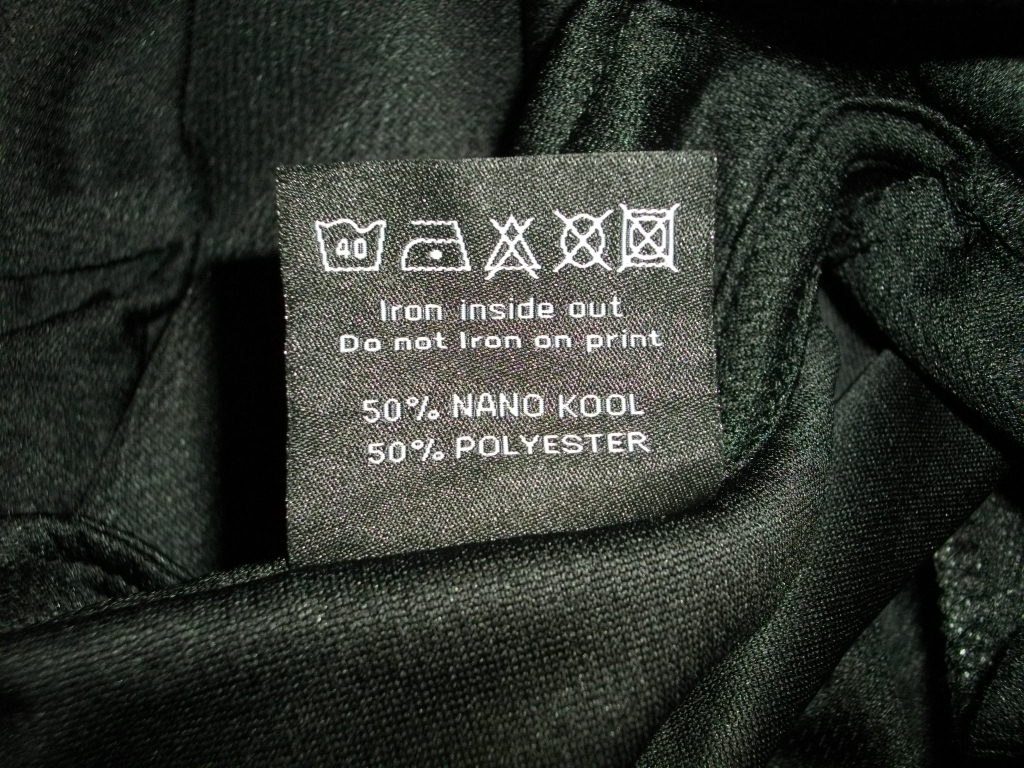 40
Iron inside out
Do not Iron on print
50% NANO KOOL
50% POLYESTER